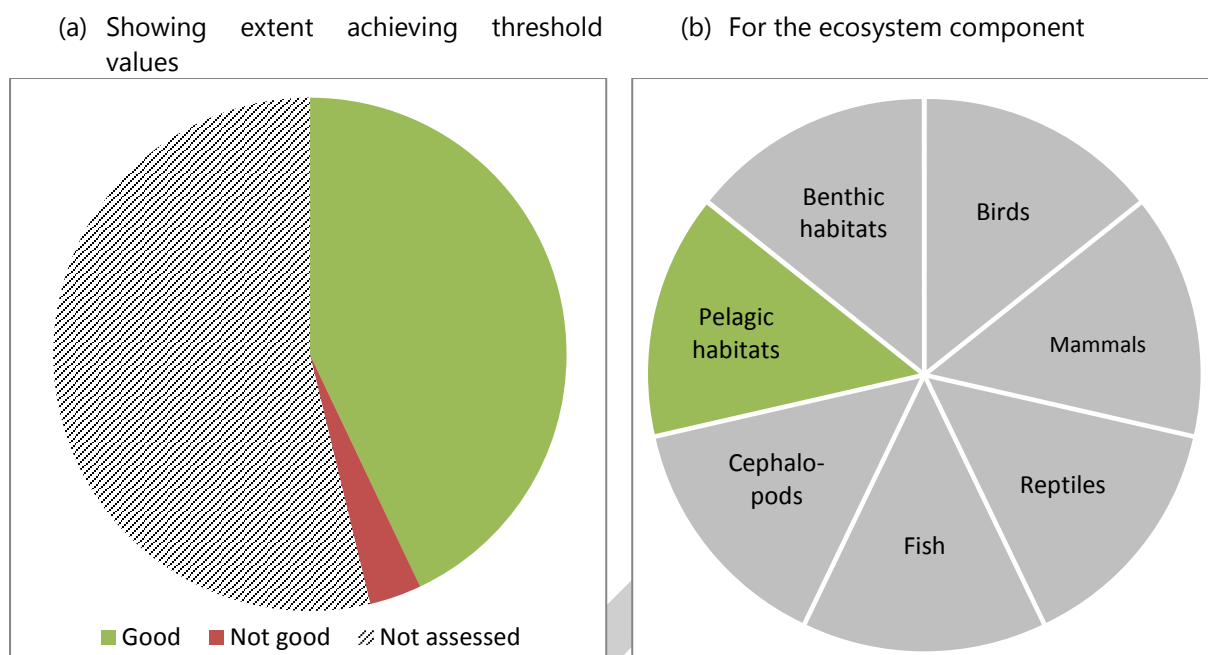 (a) Showing extent achieving threshold
values
(b) For the ecosystem component
Good
Not good
Not assessed
Benthic
habitats
Birds
Pelagic
habitats
Mammals
Cephalo-
pods
Reptiles
Fish